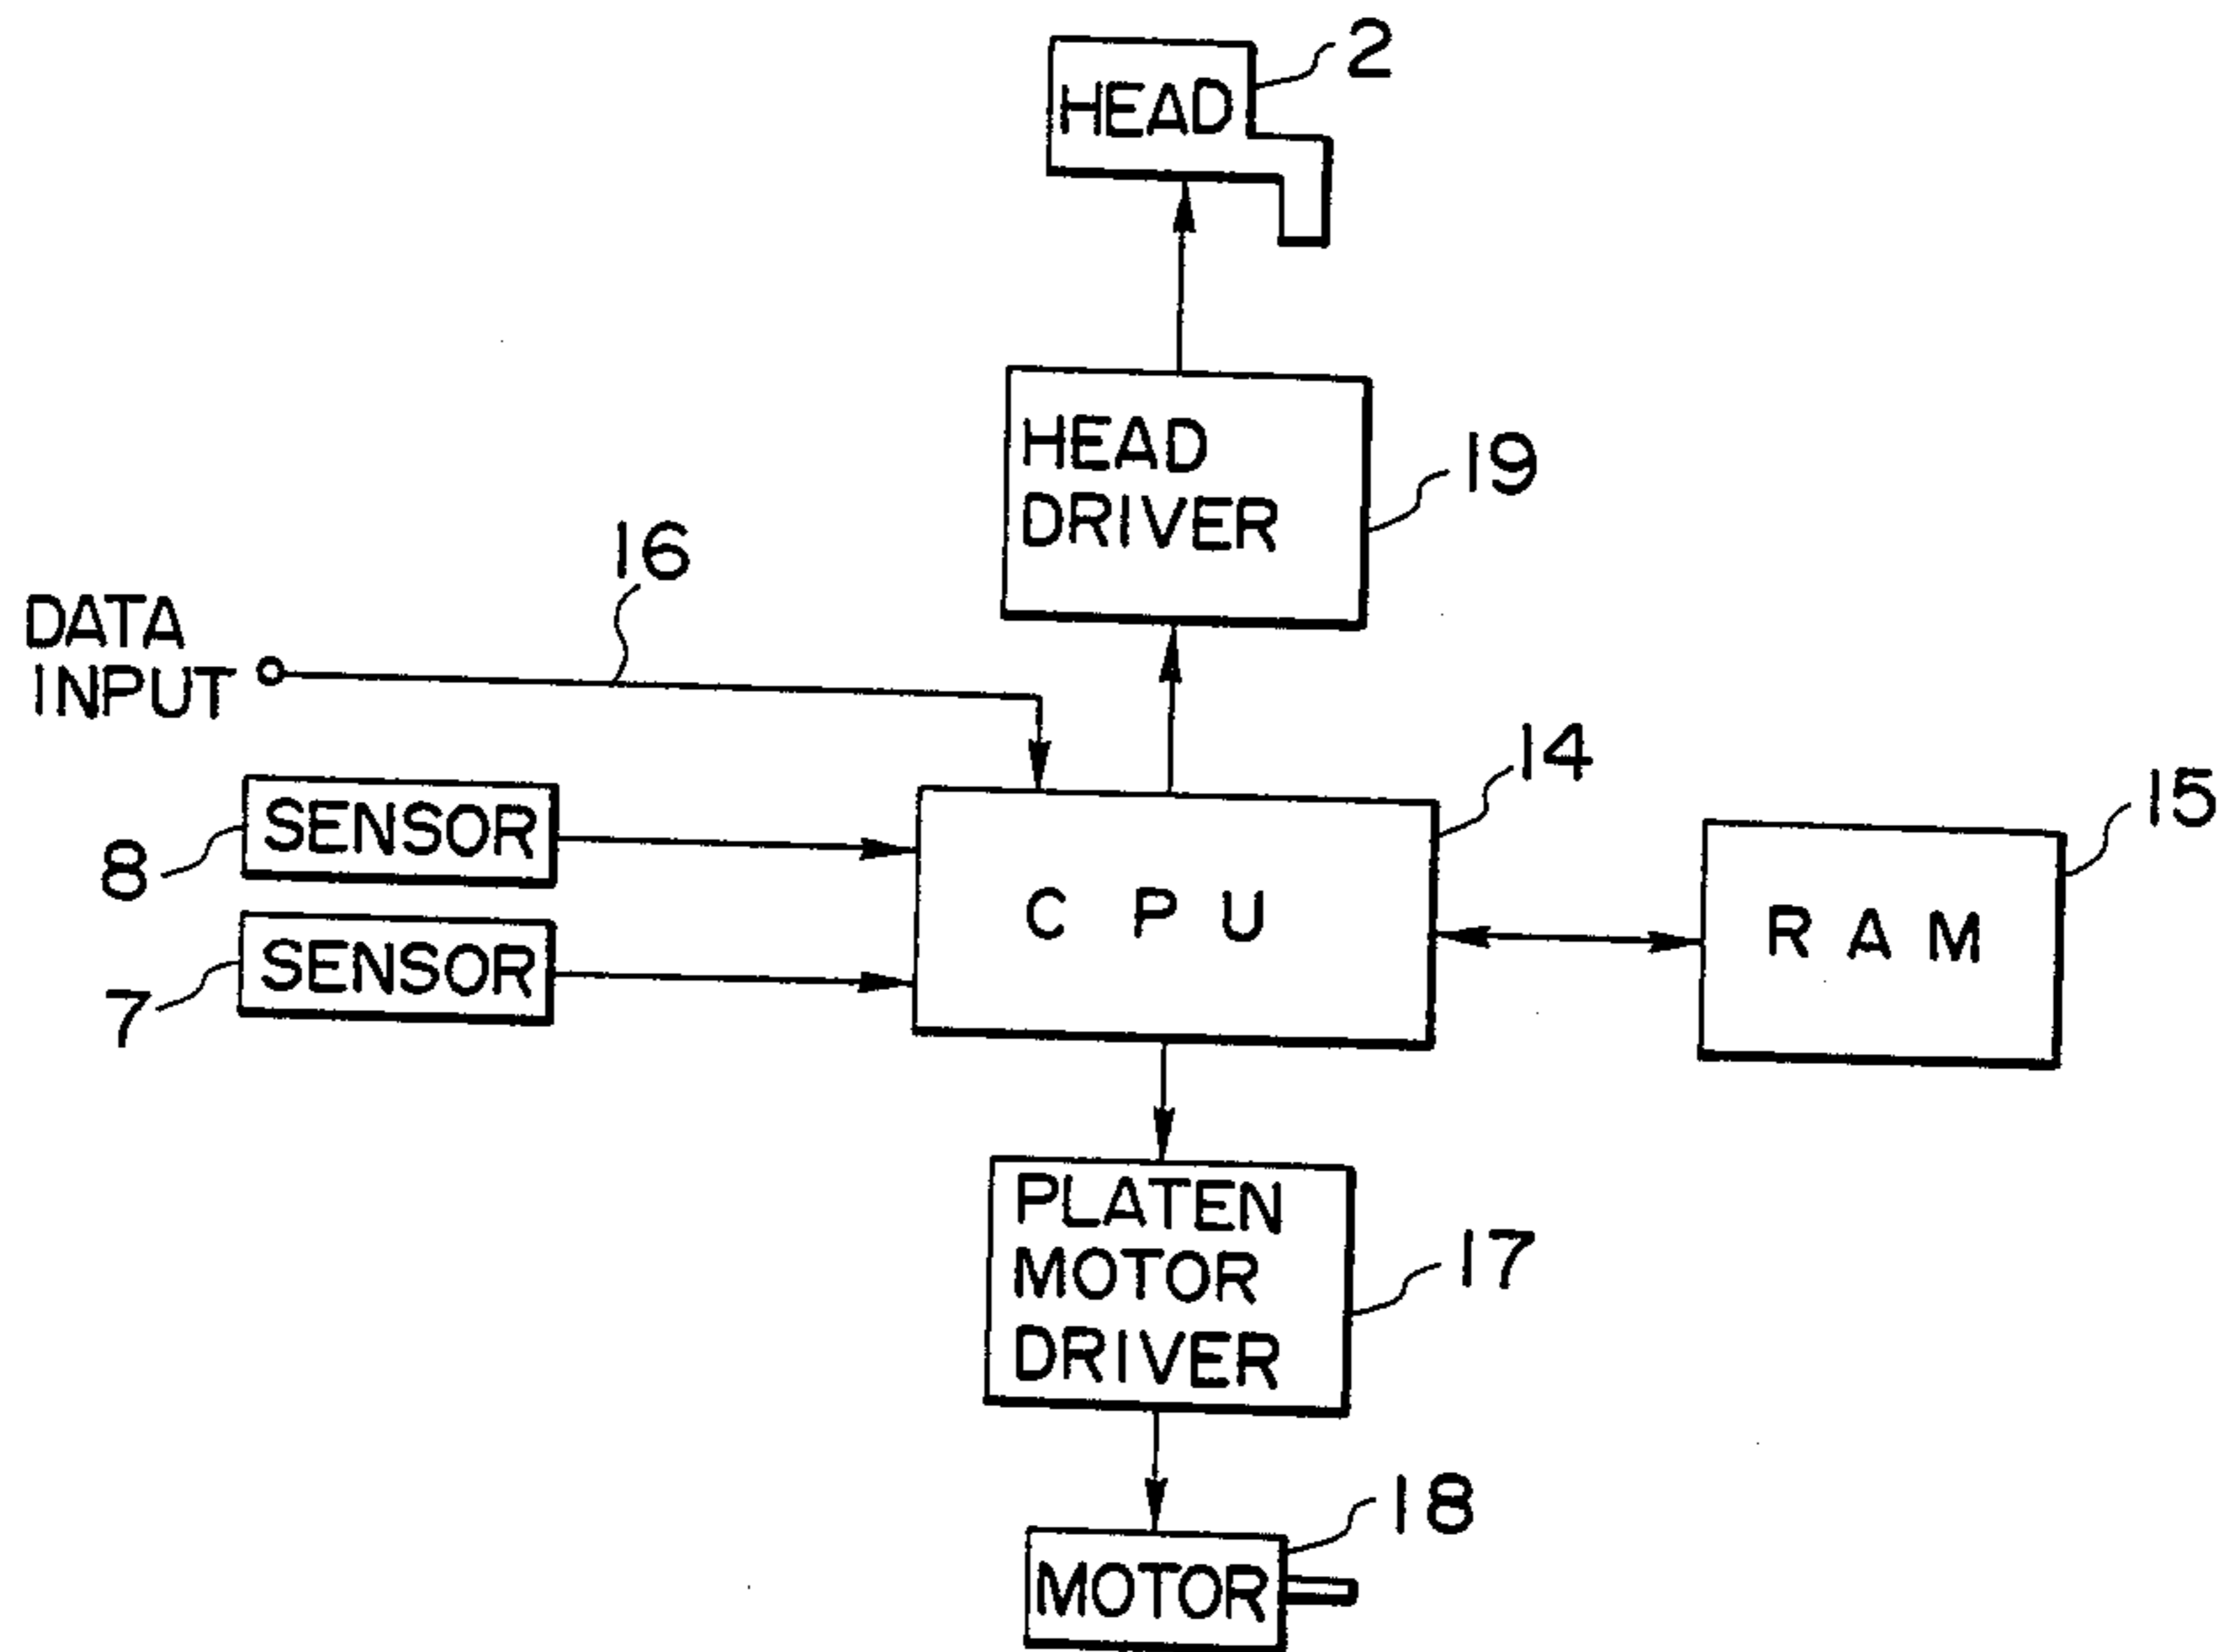 2
HEAD
HEAD
DRIVER
19
16
DATA
INPUT
14
15
8
SENSOR
C P U
R A M
7
SENSOR
PLATEN
MOTOR
DRIVER
17
18
MOTOR